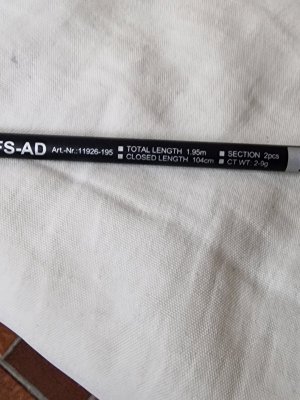 FS-AD Art.-Nr.:11926-195 ■ TOTAL LENGTH 1.95m ■ SECTION 2pcs
■ CLOSED LENGTH 104cm ■ CT WT: 2-9g